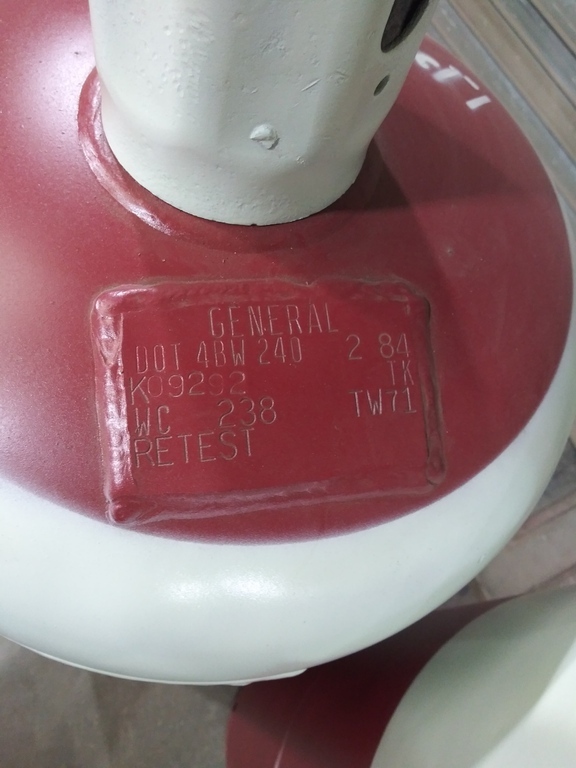 GENERAL
DOT 4BW 240 2 84
K09292 TK
WC 238 TW71
RETEST